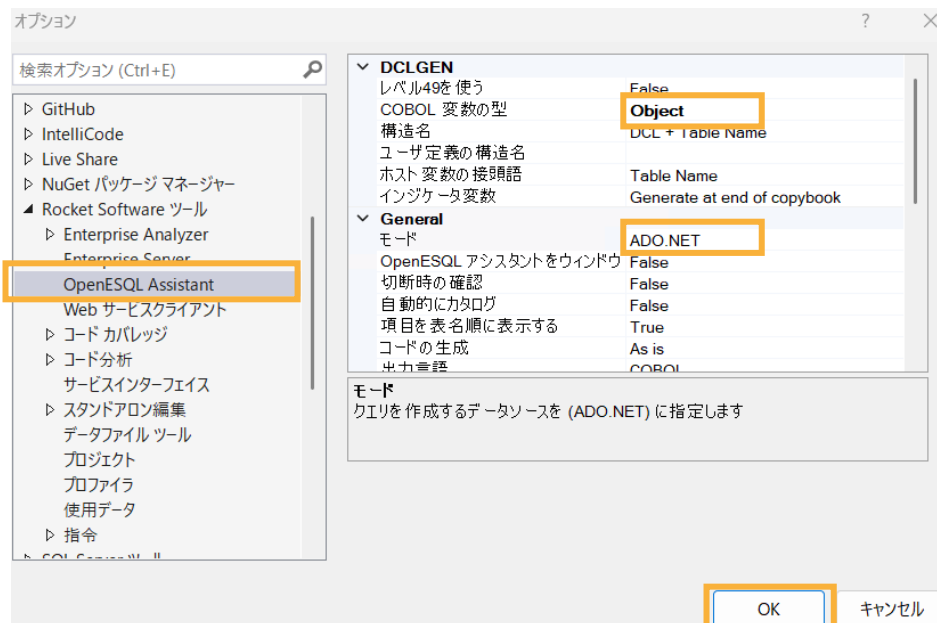 オプション
?
検索オプション (Ctrl+E)
GitHub
IntelliCode
Live Share
NuGet パッケージ マネージャー
Rocket Software ツール
Enterprise Analyzer
Enterprise Server
OpenESQL Assistant
Web サービスクライアント
コード カバレッジ
コード分析
サービスインターフェイス
スタンドアロン編集
データファイル ツール
プロジェクト
プロファイラ
使用データ
指令
SQL Server ツール
DCLGEN
レベル49を使う False
COBOL 変数の型 Object
構造名 DCL + Table Name
ユーザ定義の構造名
ホスト変数の接頭語 Table Name
インジケータ変数 Generate at end of copybook
General
モード ADO.NET
OpenESQL アシスタントをウィンドウ False
切断時の確認 False
自動的にカタログ False
項目を表名順に表示する True
コードの生成 As is
出力言語 COBOL
モード
クエリを作成するデータソースを (ADO.NET) に指定します
OK キャンセル